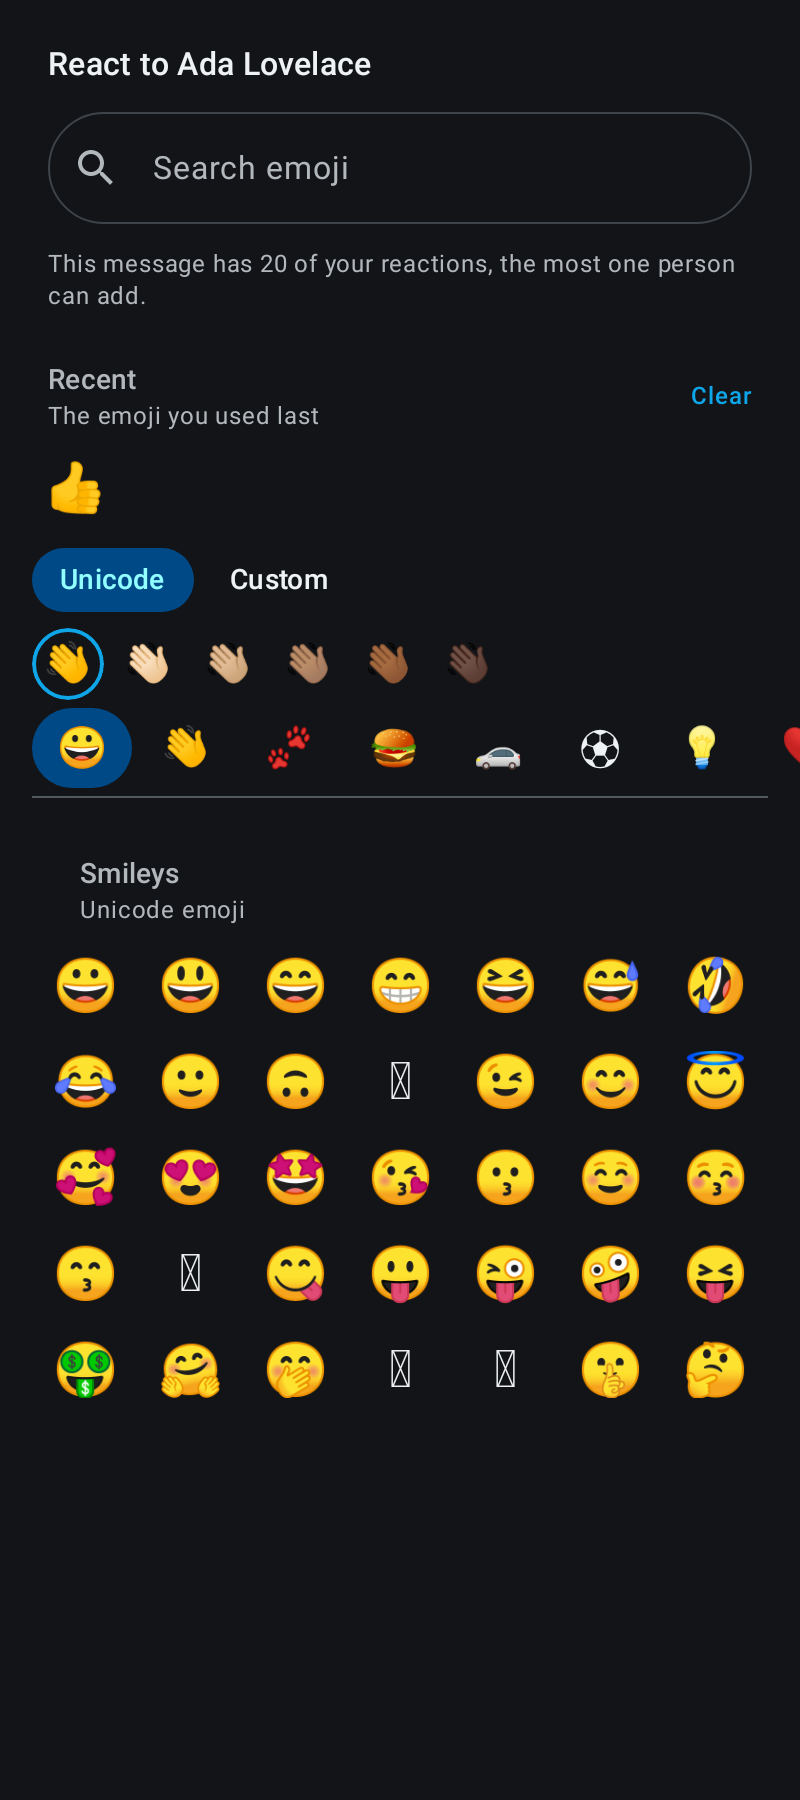 React to Ada Lovelace
Search emoji
This message has 20 of your reactions, the most one person
can add.
Recent
The emoji you used last
Clear
Unicode
Custom
Smileys
Unicode emoji